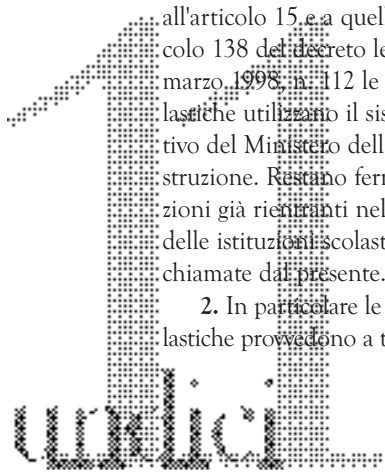 all'articolo 15 e a quell
colo 138 del decreto le
marzo 1998, n. 112 le
lastiche utilizzano il sis
tivo del Ministero dell
struzione. Restano ferm
zioni già rientranti nel
delle istituzioni scolast
chiamate dal presente.
2. In particolare le
lastiche provvedono a t
11
undici